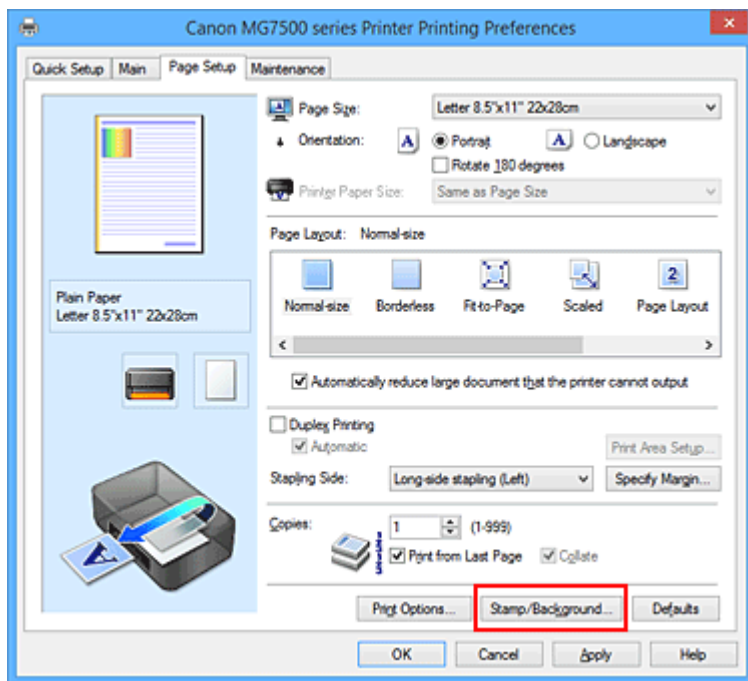 Canon MG7500 series Printer Printing Preferences
Quick Setup Main Page Setup Maintenance
Page Size: Letter 8.5"x11" 22x28cm
Orientation: A Portrait A Landscape
Rotate 180 degrees
Printer Paper Size: Same as Page Size
Page Layout: Normal-size
2
Normal-size Borderless Fit-to-Page Scaled Page Layout
Plain Paper
Letter 8.5"x11" 22x28cm
Automatically reduce large document that the printer cannot output
Duplex Printing
Automatic Print Area Setup...
Stapling Side: Long-side stapling (Left) Specify Margin...
Copies: 1 (1-999)
Print from Last Page Collate
A
Print Options... Stamp/Background... Defaults
OK Cancel Apply Help